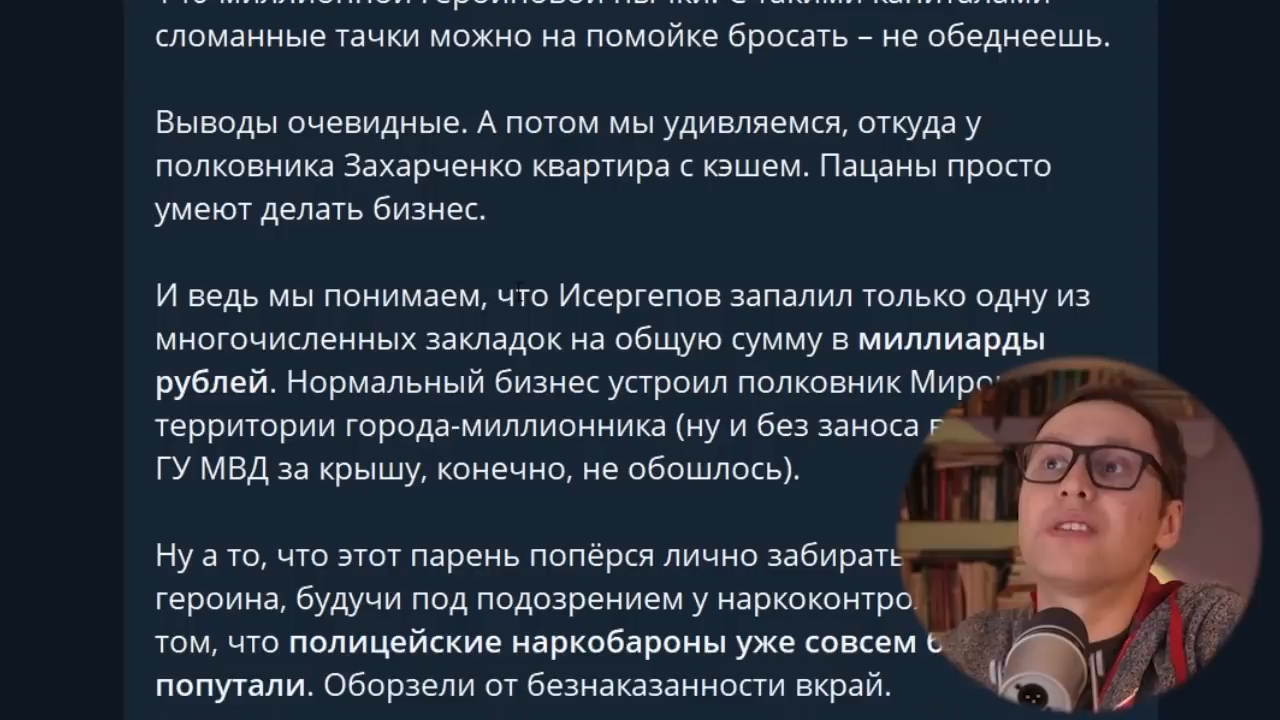 сломанные тачки можно на помойке бросать – не обеднеешь.
Выводы очевидные. А потом мы удивляемся, откуда у
полковника Захарченко квартира с кэшем. Пацаны просто
умеют делать бизнес.
И ведь мы понимаем, что Исергепов запалил только одну из
многочисленных закладок на общую сумму в миллиарды
рублей. Нормальный бизнес устроил полковник
территории города-миллионника (ну и без заноса
ГУ МВД за крышу, конечно, не обошлось).
Ну а то, что этот парень попёрся лично забирать
героина, будучи под подозрением у
том, что полицейские наркобароны уже совсем
попутали. Оборзели от безнаказанности вкрай.